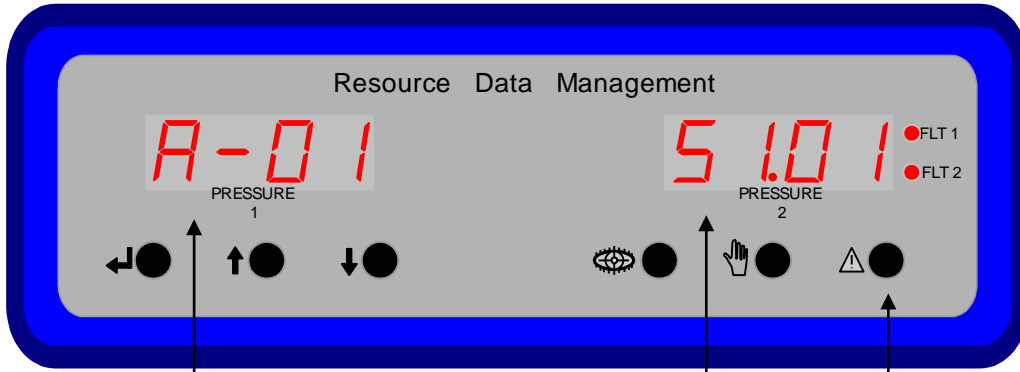 Resource Data Management
A-01 51.01
FLT 1
FLT 2
PRESSURE PRESSURE
1 2